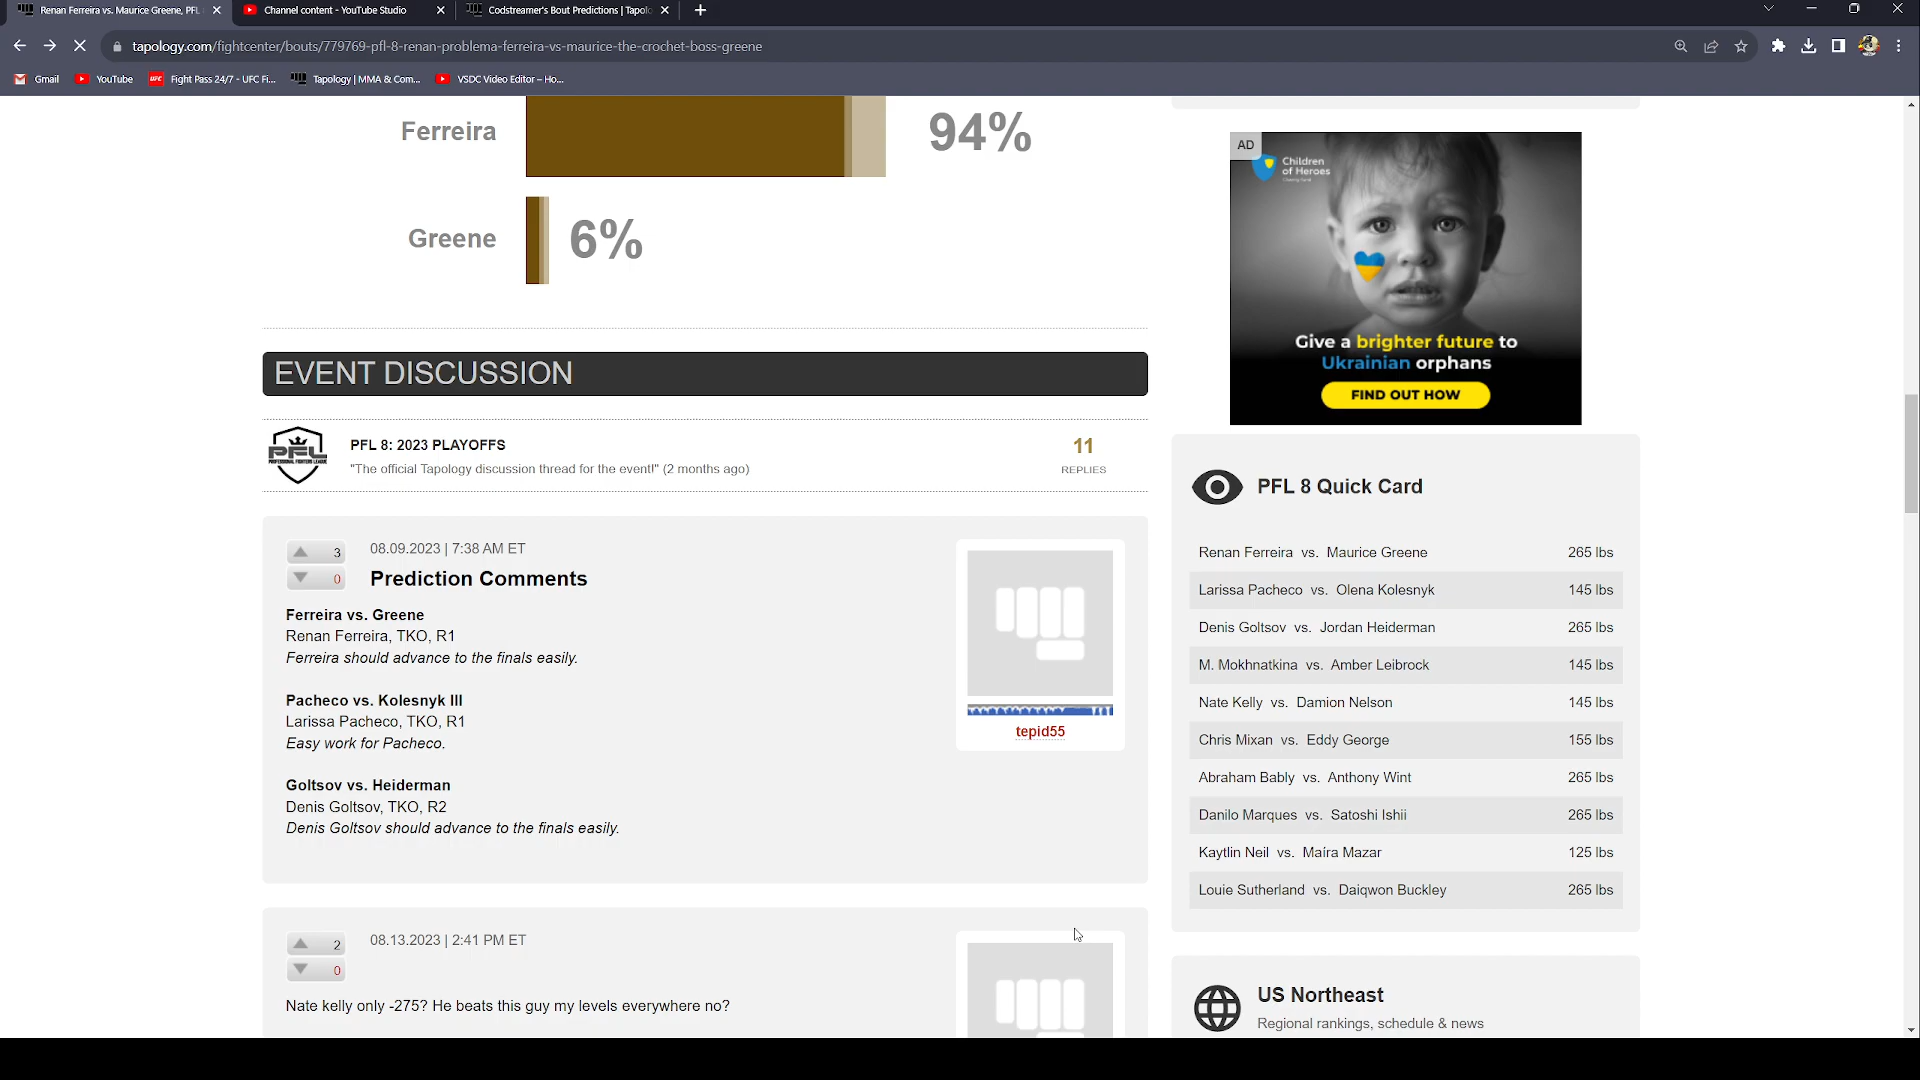 Renan Ferreira vs. Maurice Greene, PFL
Channel content - YouTube Studio
Codstreamer's Bout Predictions | Tapolo
tapology.com/fightcenter/bouts/779769-pfl-8-renan-problema-ferreira-vs-maurice-the-crochet-boss-greene
Gmail
YouTube
UFC
Fight Pass 24/7 - UFC Fi...
Tapology | MMA & Com...
VSDC Video Editor – Ho...
Ferreira
94%
Greene
6%
EVENT DISCUSSION
PFL
PFL 8: 2023 PLAYOFFS
"The official Tapology discussion thread for the event!" (2 months ago)
11
REPLIES
3
0
08.09.2023 | 7:38 AM ET
Prediction Comments
Ferreira vs. Greene
Renan Ferreira, TKO, R1
Ferreira should advance to the finals easily.
Pacheco vs. Kolesnyk III
Larissa Pacheco, TKO, R1
Easy work for Pacheco.
Goltsov vs. Heiderman
Denis Goltsov, TKO, R2
Denis Goltsov should advance to the finals easily.
tepid55
2
0
08.13.2023 | 2:41 PM ET
Nate kelly only -275? He beats this guy my levels everywhere no?
AD
Children
of Heroes
Give a brighter future to
Ukrainian orphans
FIND OUT HOW
PFL 8 Quick Card
Renan Ferreira vs. Maurice Greene 265 lbs
Larissa Pacheco vs. Olena Kolesnyk 145 lbs
Denis Goltsov vs. Jordan Heiderman 265 lbs
M. Mokhnatkina vs. Amber Leibrock 145 lbs
Nate Kelly vs. Damion Nelson 145 lbs
Chris Mixan vs. Eddy George 155 lbs
Abraham Bably vs. Anthony Wint 265 lbs
Danilo Marques vs. Satoshi Ishii 265 lbs
Kaytlin Neil vs. Maíra Mazar 125 lbs
Louie Sutherland vs. Daiqwon Buckley 265 lbs
US Northeast
Regional rankings, schedule & news